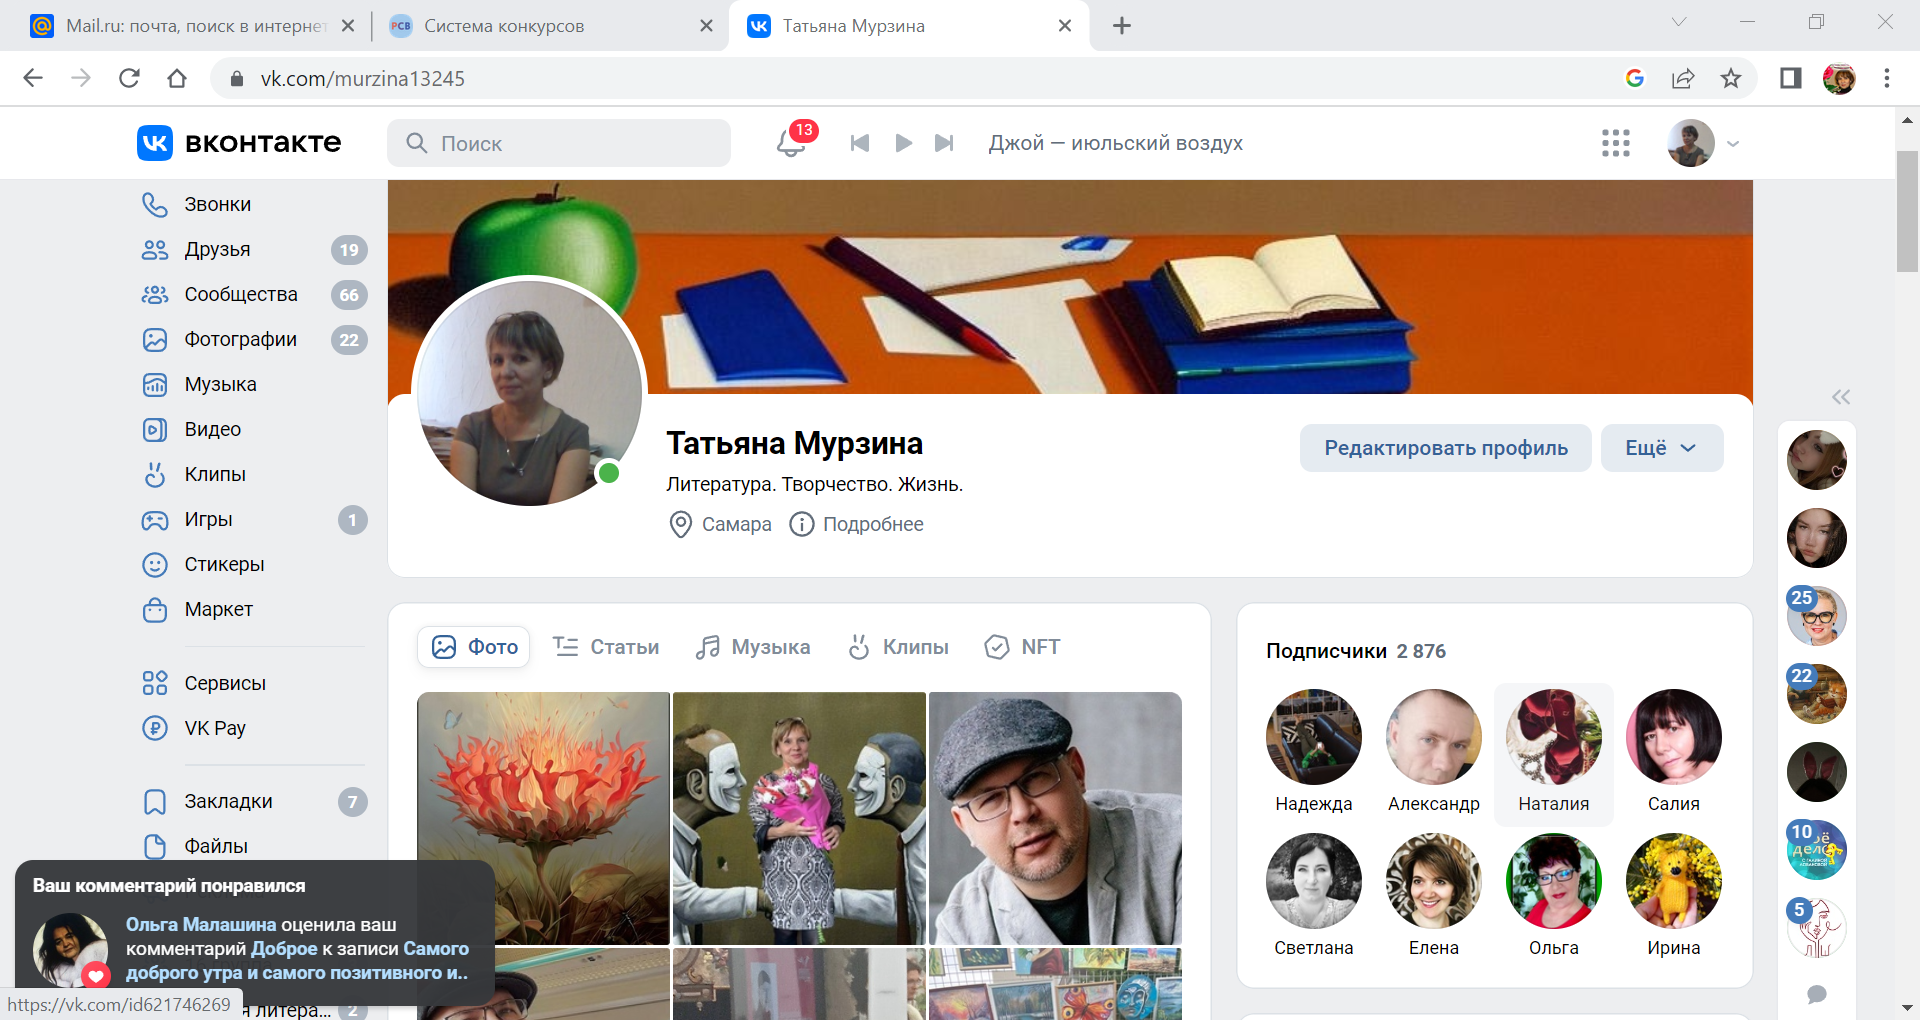 Mail.ru: почта, поиск в интернет
РСВ
Система конкурсов
Татьяна Мурзина
vk.com/murzina13245
вконтакте
Поиск
13
Джой — июльский воздух
Звонки
Друзья 19
Сообщества 66
Фотографии 22
Музыка
Видео
Клипы
Игры 1
Стикеры
Маркет
Сервисы
VK Pay
Закладки 7
Файлы
Татьяна Мурзина
Литература. Творчество. Жизнь.
Самара Подробнее
Редактировать профиль
Ещё
Фото Статьи Музыка Клипы NFT
Подписчики 2 876
Надежда Александр Наталия Салия
Светлана Елена Ольга Ирина
25
22
10
5
Ваш комментарий понравился
Ольга Малашина оценила ваш
комментарий Доброе к записи Самого
доброго утра и самого позитивного и..
https://vk.com/id621746269
я литера... 2